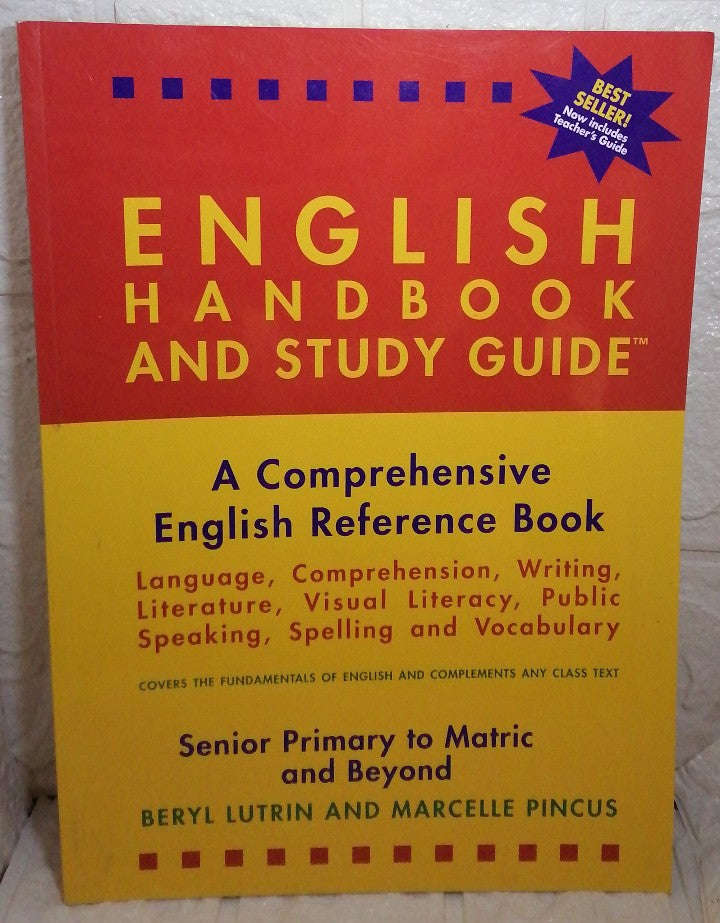 BEST
SELLER!
Now includes
Teacher's Guide
ENGLISH
HANDBOOK
AND STUDY GUIDE™
A Comprehensive
English Reference Book
Language, Comprehension, Writing,
Literature, Visual Literacy, Public
Speaking, Spelling and Vocabulary
COVERS THE FUNDAMENTALS OF ENGLISH AND COMPLEMENTS ANY CLASS TEXT
Senior Primary to Matric
and Beyond
BERYL LUTRIN AND MARCELLE PINCUS